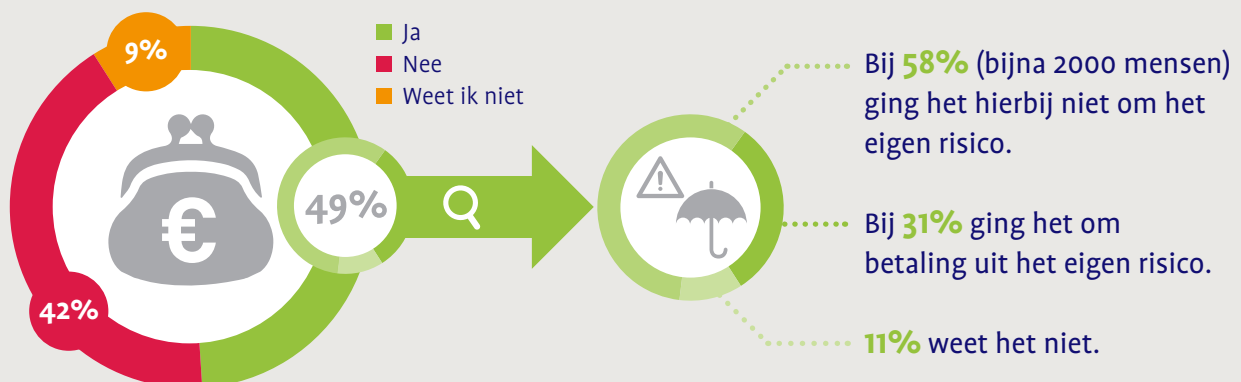 9%
Ja
Nee
Weet ik niet
€
49%
42%
Bij 58% (bijna 2000 mensen)
ging het hierbij niet om het
eigen risico.
Bij 31% ging het om
betaling uit het eigen risico.
11% weet het niet.